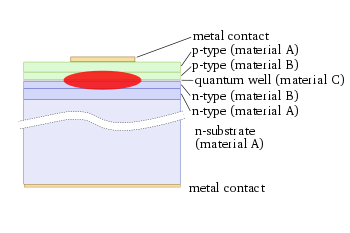 metal contact
p-type (material A)
p-type (material B)
quantum well (material C)
n-type (material B)
n-type (material A)
n-substrate
(material A)
metal contact